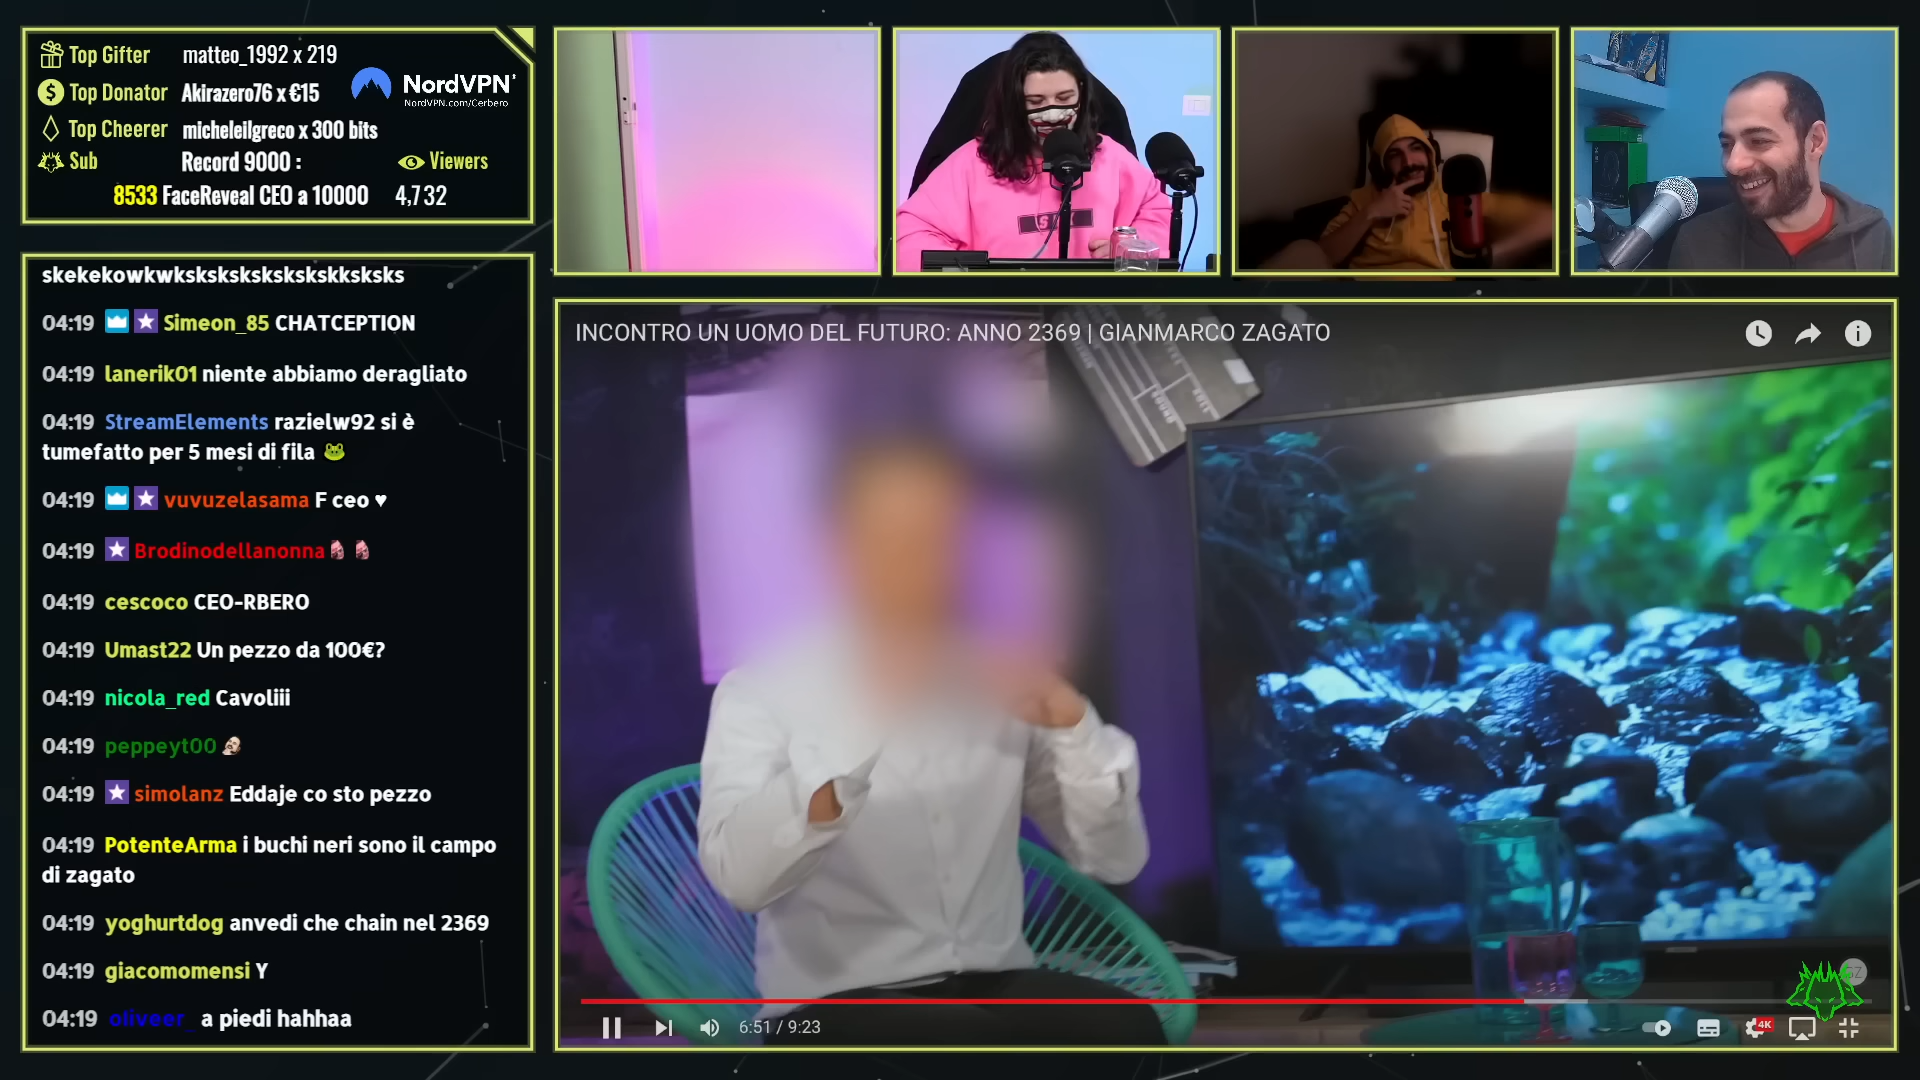 Top Gifter matteo_1992 x 219
Top Donator Akirazero76 x €15
Top Cheerer micheleilgreco x 300 bits
Sub Record 9000 : Viewers
8533 FaceReveal CEO a 10000 4,732
NordVPN
NordVPN.com/Cerbero
skekekowkwksksksksksksksksksksks
04:19 Simeon_85 CHATCEPTION
04:19 lanerik01 niente abbiamo deragliato
04:19 StreamElements razielw92 si è
tumefatto per 5 mesi di fila
04:19 vuvuzelasama F ceo ♥
04:19 Brodinodellanonna
04:19 cescoco CEO-RBERO
04:19 Umast22 Un pezzo da 100€?
04:19 nicola_red Cavoliii
04:19 peppeyt00
04:19 simolanz Eddaje co sto pezzo
04:19 PotenteArma i buchi neri sono il campo
di zagato
04:19 yoghurtdog anvedi che chain nel 2369
04:19 giacomomensi Y
04:19 oliveer_ a piedi hahhaa
INCONTRO UN UOMO DEL FUTURO: ANNO 2369 | GIANMARCO ZAGATO
6:51 / 9:23
4K